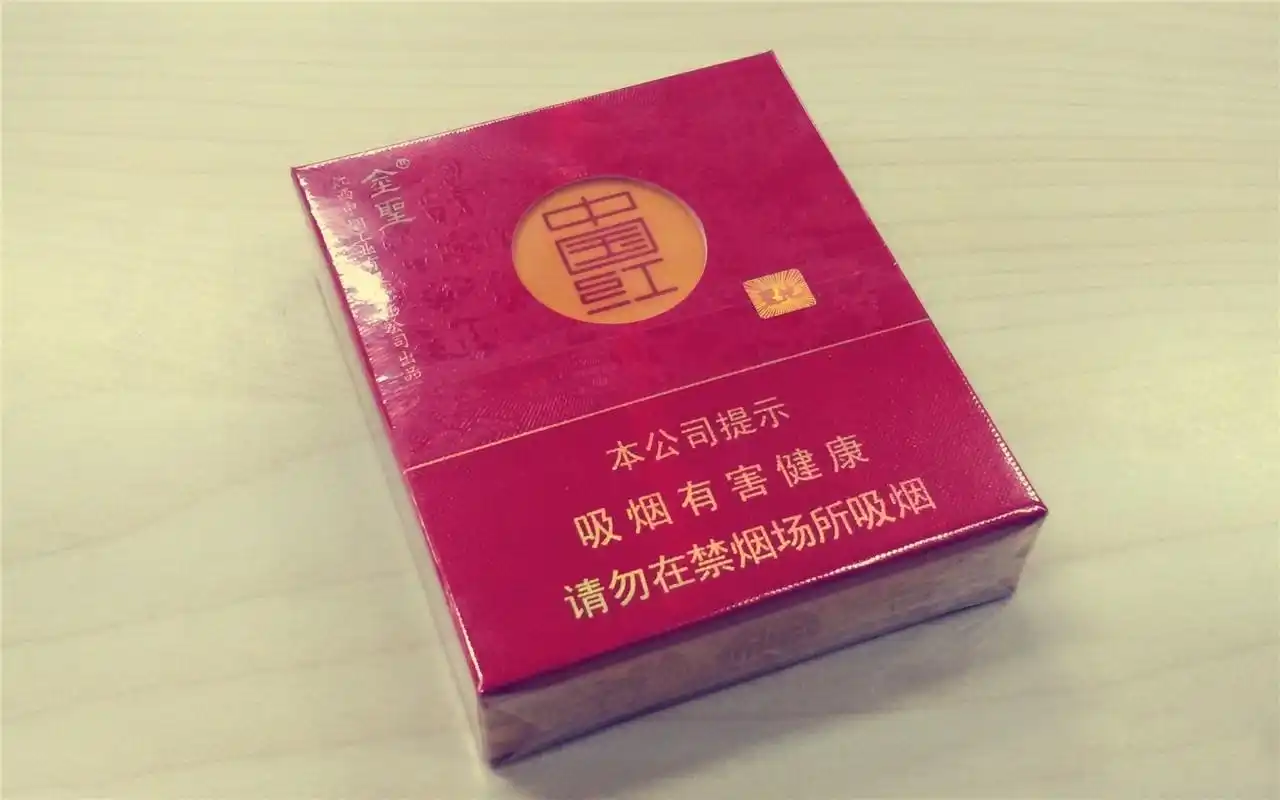 金聖®
中国红
本公司提示
吸烟有害健康
请勿在禁烟场所吸烟